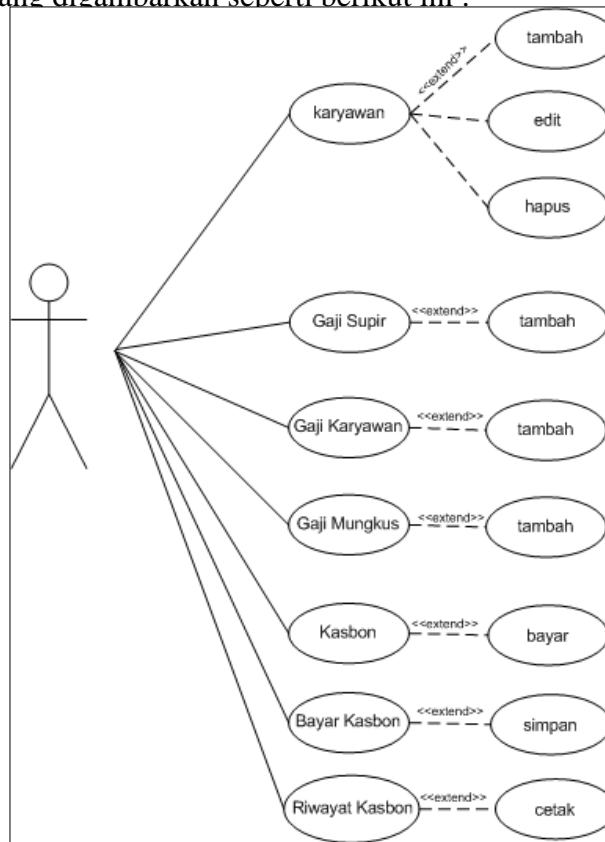 ang digambarkan seperti berikut ini :
tambah
<<extend>>
karyawan
edit
hapus
Gaji Supir
<<extend>>
tambah
Gaji Karyawan
<<extend>>
tambah
Gaji Mungkus
<<extend>>
tambah
Kasbon
<<extend>>
bayar
Bayar Kasbon
<<extend>>
simpan
Riwayat Kasbon
<<extend>>
cetak